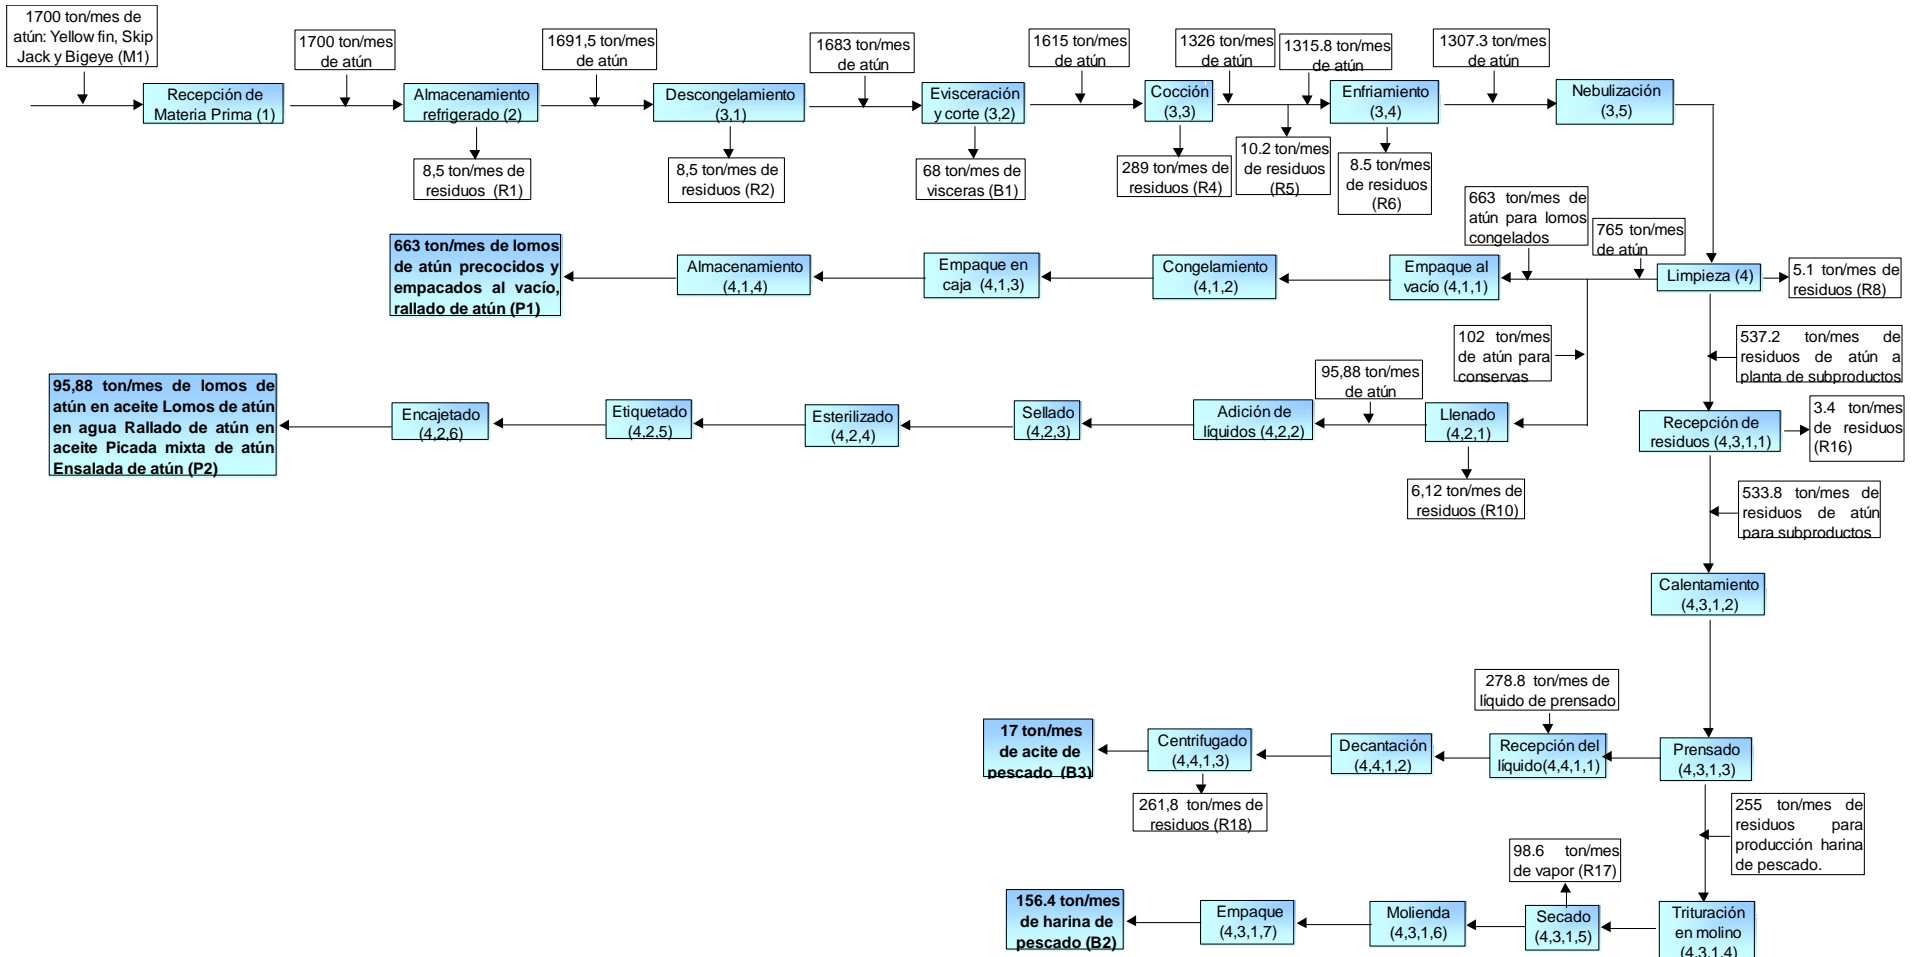 1700 ton/mes de
atún: Yellow fin, Skip
Jack y Bigeye (M1)
1700 ton/mes
de atún
1691,5 ton/mes
de atún
1683 ton/mes
de atún
1615 ton/mes
de atún
1326 ton/mes
de atún
1315.8 ton/mes
de atún
1307.3 ton/mes
de atún
Recepción de
Materia Prima (1)
Almacenamiento
refrigerado (2)
Descongelamiento
(3,1)
Evisceración
y corte (3,2)
Cocción
(3,3)
Enfriamiento
(3,4)
Nebulización
(3,5)
8,5 ton/mes de
residuos (R1)
8,5 ton/mes de
residuos (R2)
68 ton/mes de
visceras (B1)
289 ton/mes de
residuos (R4)
10.2 ton/mes
de residuos
(R5)
8.5 ton/mes
de residuos
(R6)
663 ton/mes de
atún para lomos
congelados
765 ton/mes
de atún
663 ton/mes de lomos
de atún precocidos y
empacados al vacío,
rallado de atún (P1)
Almacenamiento
(4,1,4)
Empaque en
caja (4,1,3)
Congelamiento
(4,1,2)
Empaque al
vacío (4,1,1)
Limpieza (4)
5.1 ton/mes de
residuos (R8)
102 ton/mes
de atún para
conservas
537.2 ton/mes de
residuos de atún a
planta de subproductos
95,88 ton/mes de lomos de
atún en aceite Lomos de atún
en agua Rallado de atún en
aceite Picada mixta de atún
Ensalada de atún (P2)
Encajetado
(4,2,6)
Etiquetado
(4,2,5)
Esterilizado
(4,2,4)
Sellado
(4,2,3)
Adición de
líquidos (4,2,2)
95,88 ton/mes
de atún
Llenado
(4,2,1)
Recepción de
residuos (4,3,1,1)
3.4 ton/mes
de residuos
(R16)
6,12 ton/mes de
residuos (R10)
533.8 ton/mes de
residuos de atún
para subproductos
Calentamiento
(4,3,1,2)
278.8 ton/mes de
líquido de prensado
17 ton/mes
de acite de
pescado (B3)
Centrifugado
(4,4,1,3)
Decantación
(4,4,1,2)
Recepción del
líquido(4,4,1,1)
Prensado
(4,3,1,3)
261,8 ton/mes de
residuos (R18)
255 ton/mes de
residuos para
producción harina
de pescado.
98.6 ton/mes
de vapor (R17)
156.4 ton/mes
de harina de
pescado (B2)
Empaque
(4,3,1,7)
Molienda
(4,3,1,6)
Secado
(4,3,1,5)
Trituración
en molino
(4,3,1,4)